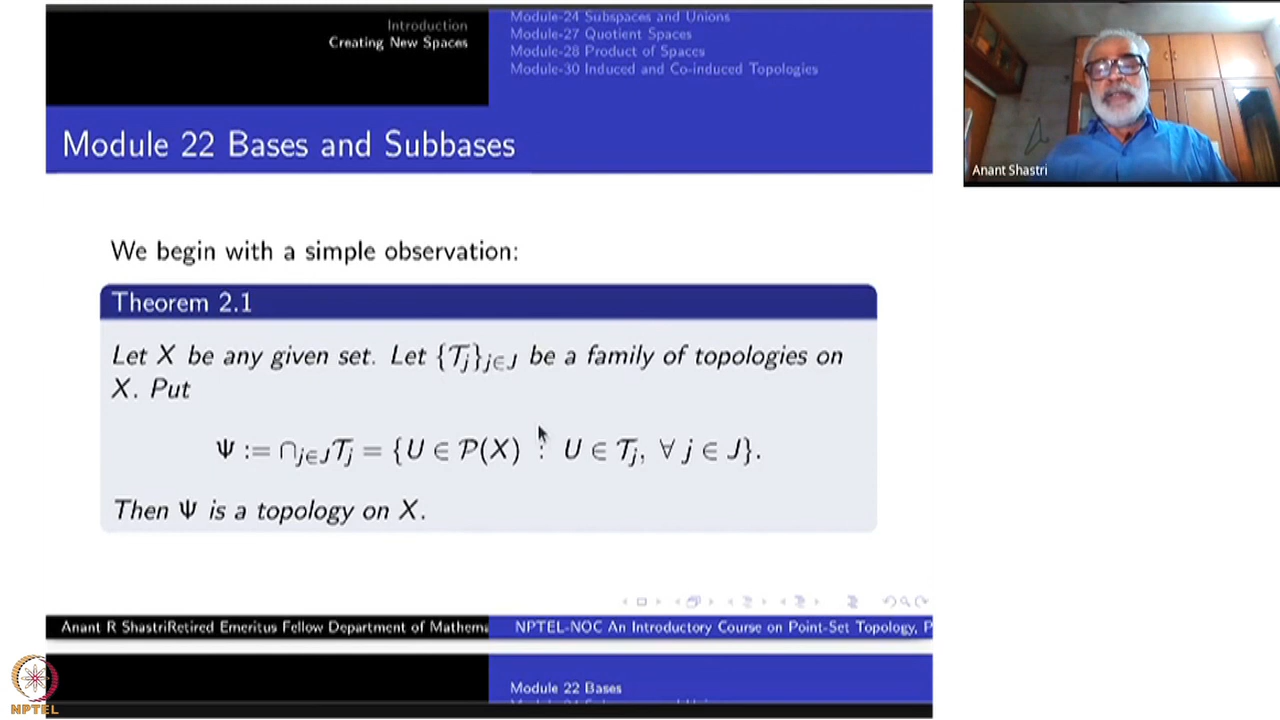 Introduction
Creating New Spaces
Module-24 Subspaces and Unions
Module-27 Quotient Spaces
Module-28 Product of Spaces
Module-30 Induced and Co-induced Topologies
Module 22 Bases and Subbases
Anant Shastri
We begin with a simple observation:
Theorem 2.1
Let X be any given set. Let {𝒯j}j∈J be a family of topologies on
X. Put
Ψ := ∩j∈J𝒯j = {U ∈ 𝒫(X) : U ∈ 𝒯j, ∀ j ∈ J}.
Then Ψ is a topology on X.
Anant R ShastriRetired Emeritus Fellow Department of Mathema
NPTEL-NOC An Introductory Course on Point-Set Topology, P
Module 22 Bases
NPTEL